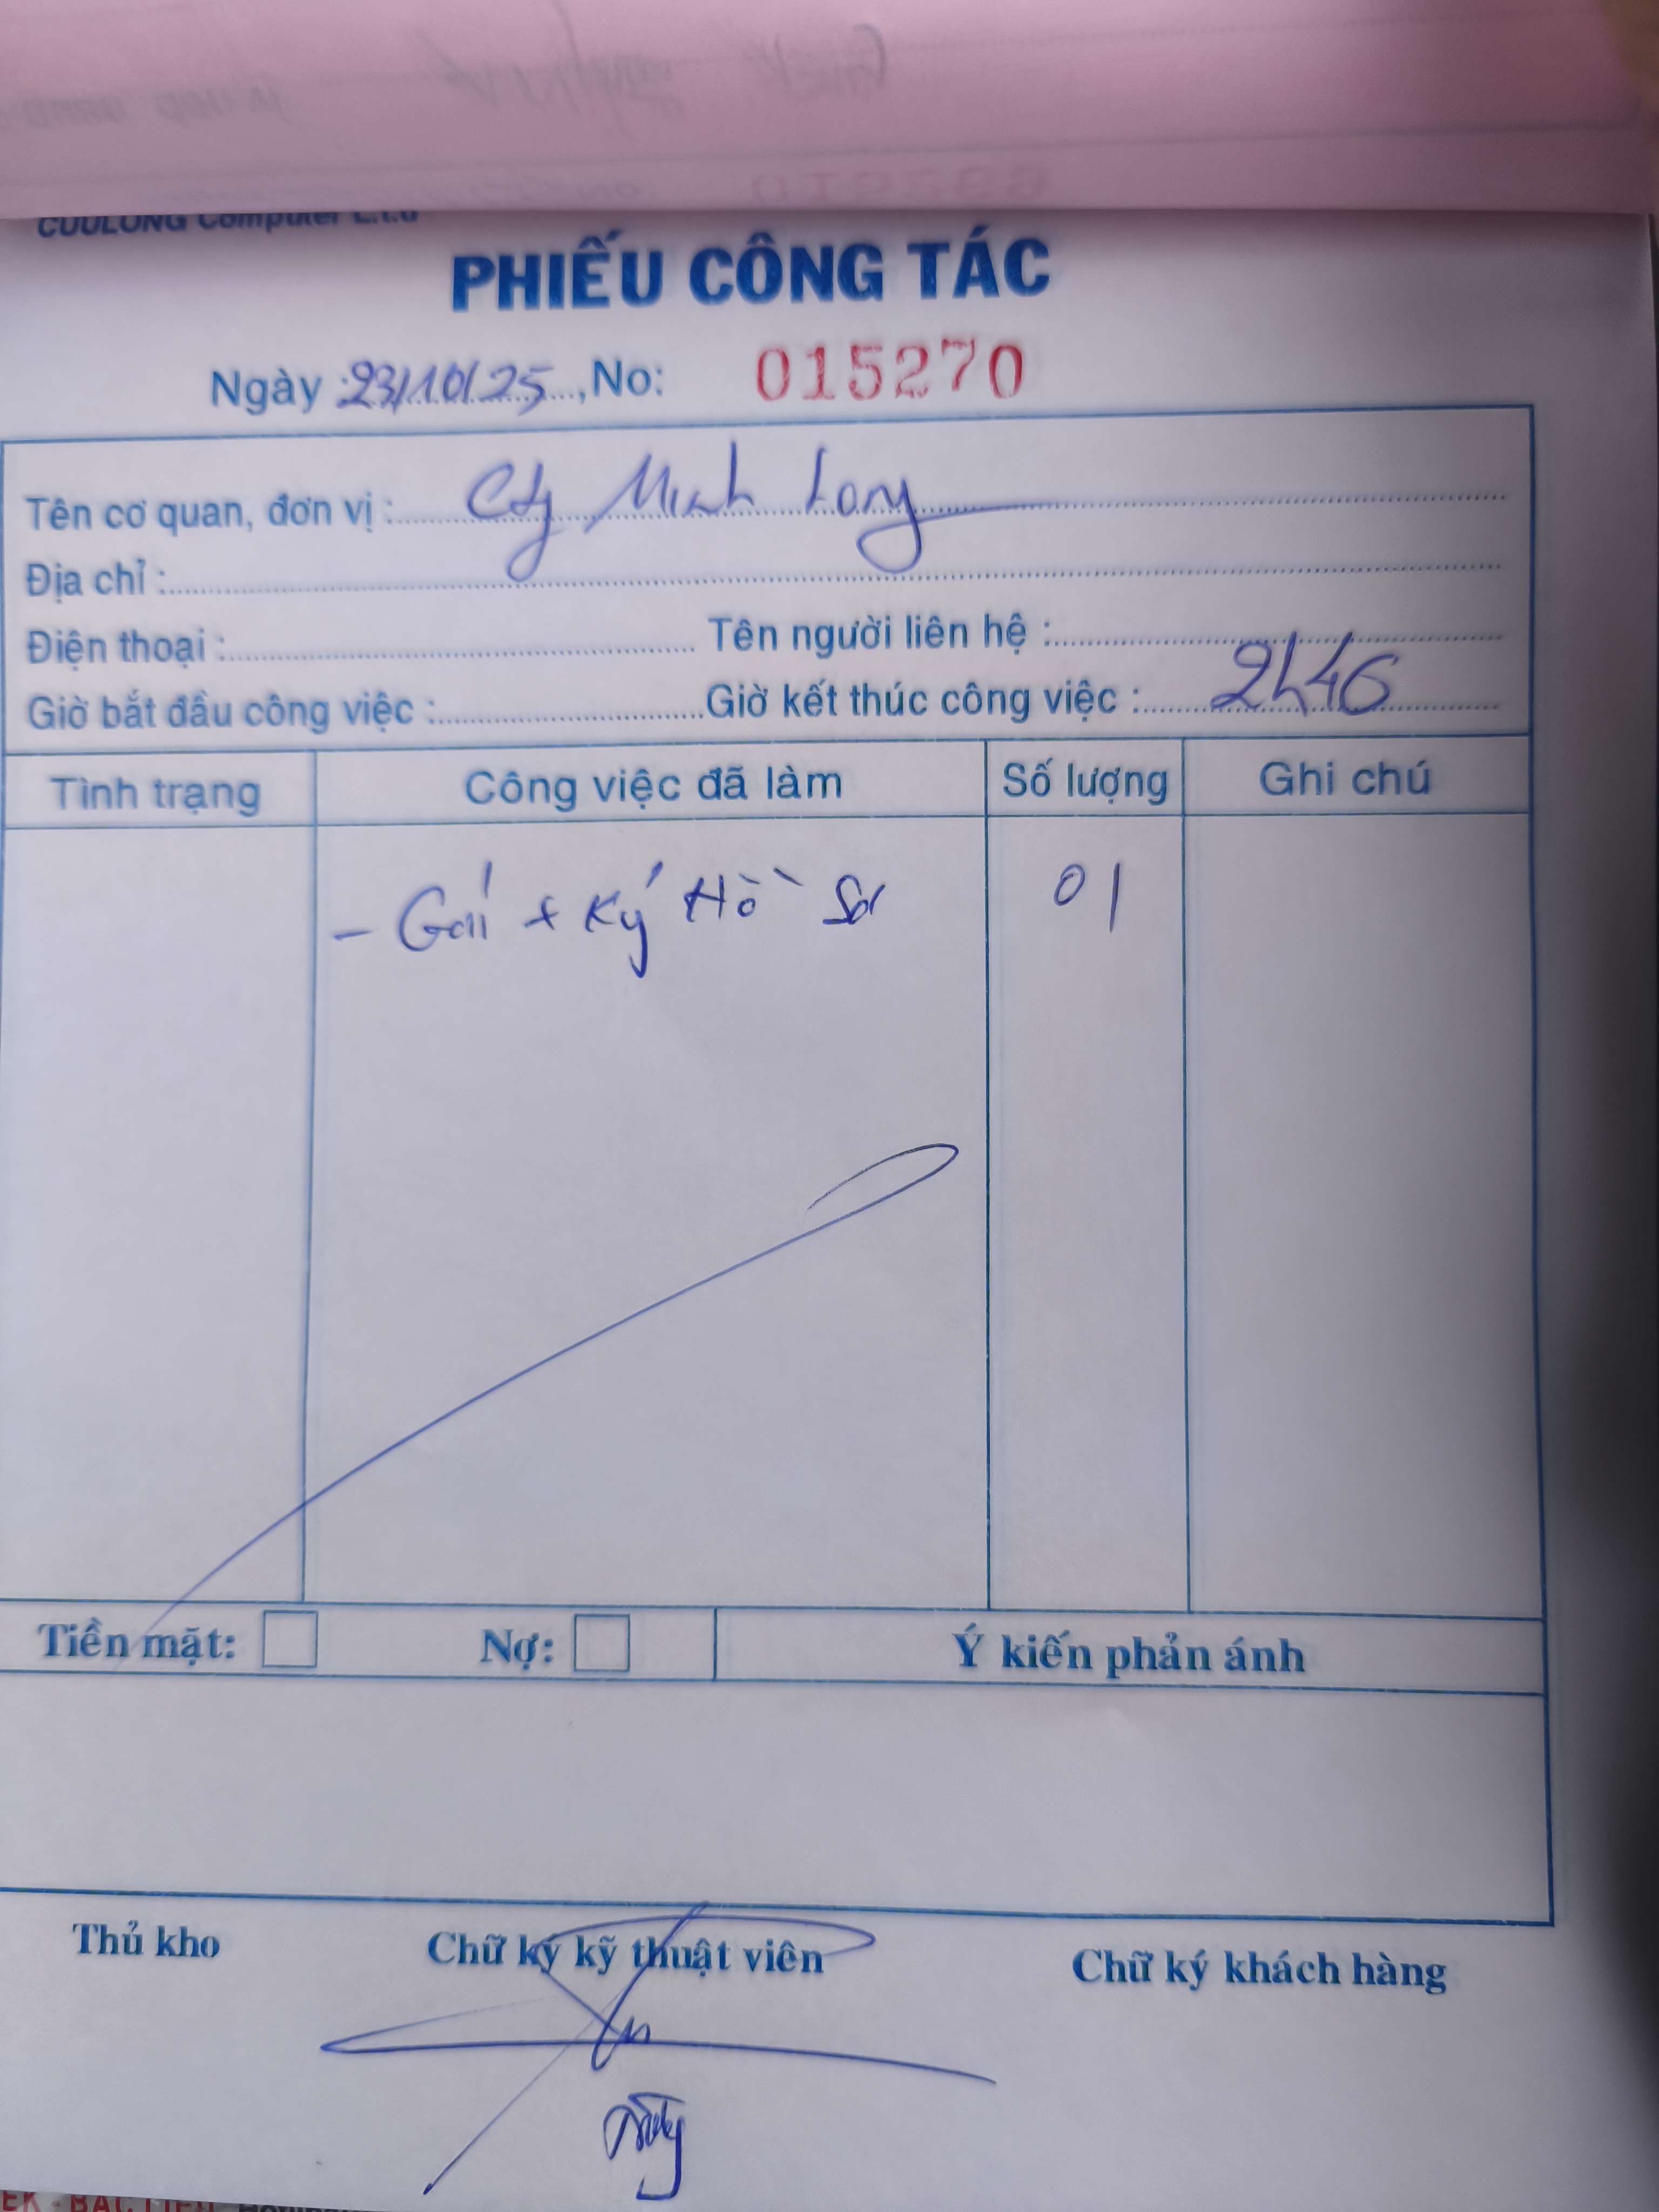 CUULONG Computer L.t.d
PHIẾU CÔNG TÁC
Ngày : 23/10/25, No: 015270
Tên cơ quan, đơn vị : Cty Minh Long
Địa chỉ :
Điện thoại : Tên người liên hệ :
Giờ bắt đầu công việc : Giờ kết thúc công việc : 2h46
Tình trạng Công việc đã làm Số lượng Ghi chú
- Gửi + Ký Hồ Sơ 01
Tiền mặt: Nợ: Ý kiến phản ánh
Thủ kho Chữ ký kỹ thuật viên Chữ ký khách hàng